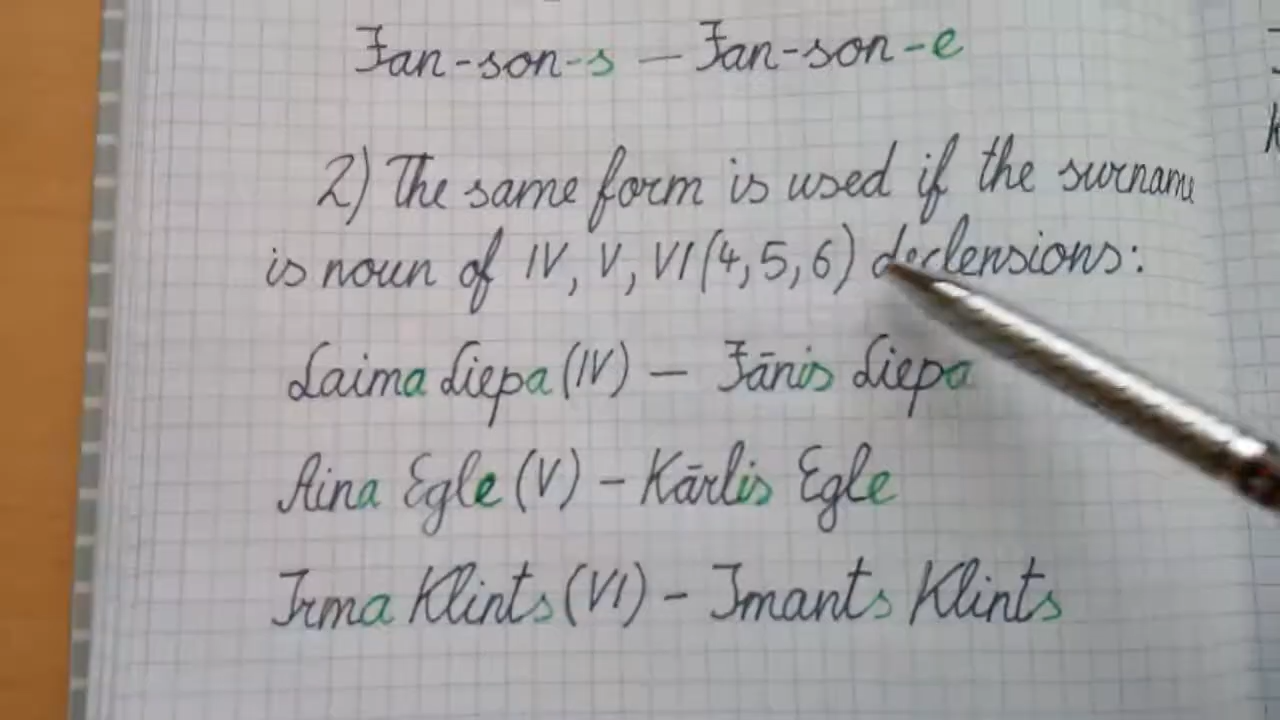 Jan-son-s — Jan-son-e
2) The same form is used if the surname
is noun of IV, V, VI (4, 5, 6) declensions:
Laima Liepa (IV) — Jānis Liepa
Aina Egle (V) – Kārlis Egle
Irma Klints (VI) – Imants Klints